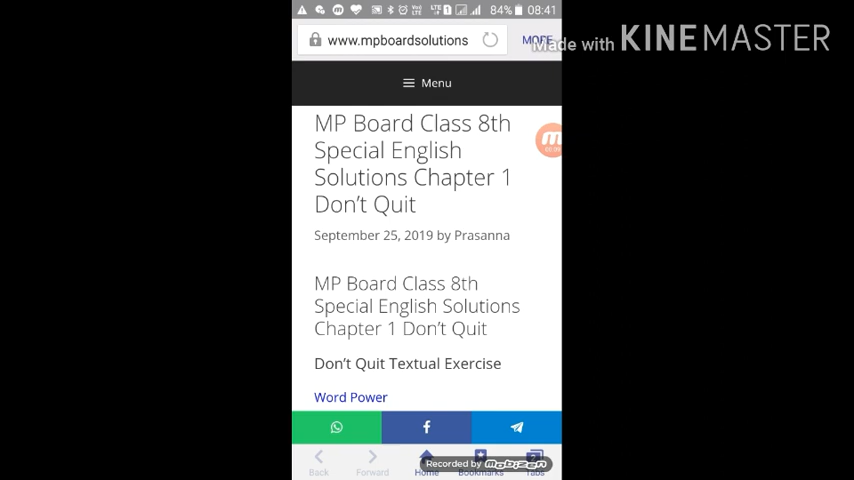 84% 08:41
www.mpboardsolutions
MORE
Made with KINEMASTER
Menu
MP Board Class 8th
Special English
Solutions Chapter 1
Don't Quit
September 25, 2019 by Prasanna
MP Board Class 8th
Special English Solutions
Chapter 1 Don't Quit
Don't Quit Textual Exercise
Word Power
Back Forward Home Bookmarks Tabs
Recorded by mobizen